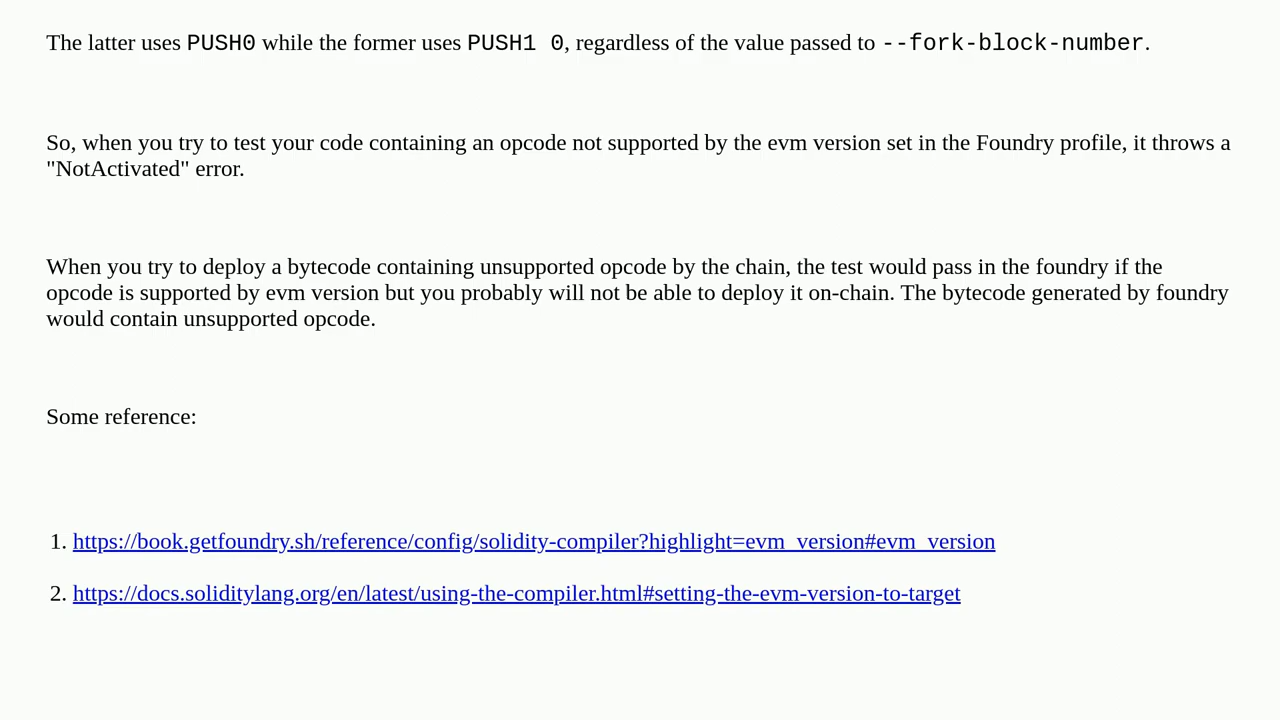 The latter uses PUSH0 while the former uses PUSH1 0, regardless of the value passed to --fork-block-number.
So, when you try to test your code containing an opcode not supported by the evm version set in the Foundry profile, it throws a
"NotActivated" error.
When you try to deploy a bytecode containing unsupported opcode by the chain, the test would pass in the foundry if the
opcode is supported by evm version but you probably will not be able to deploy it on-chain. The bytecode generated by foundry
would contain unsupported opcode.
Some reference:
1. https://book.getfoundry.sh/reference/config/solidity-compiler?highlight=evm_version#evm_version
2. https://docs.soliditylang.org/en/latest/using-the-compiler.html#setting-the-evm-version-to-target